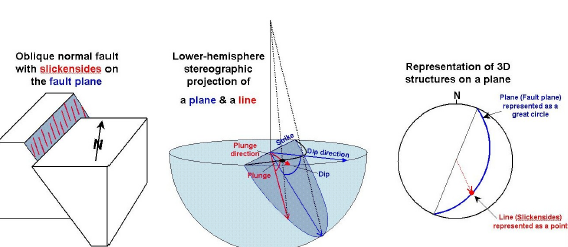 Oblique normal fault
with slickensides on
the fault plane
N
Lower-hemisphere
stereographic
projection of
a plane & a line
Strike
Plunge
direction
Dip direction
Plunge
Dip
Representation of 3D
structures on a plane
N
Plane (Fault plane)
represented as a
great circle
Line (Slickensides)
represented as a point